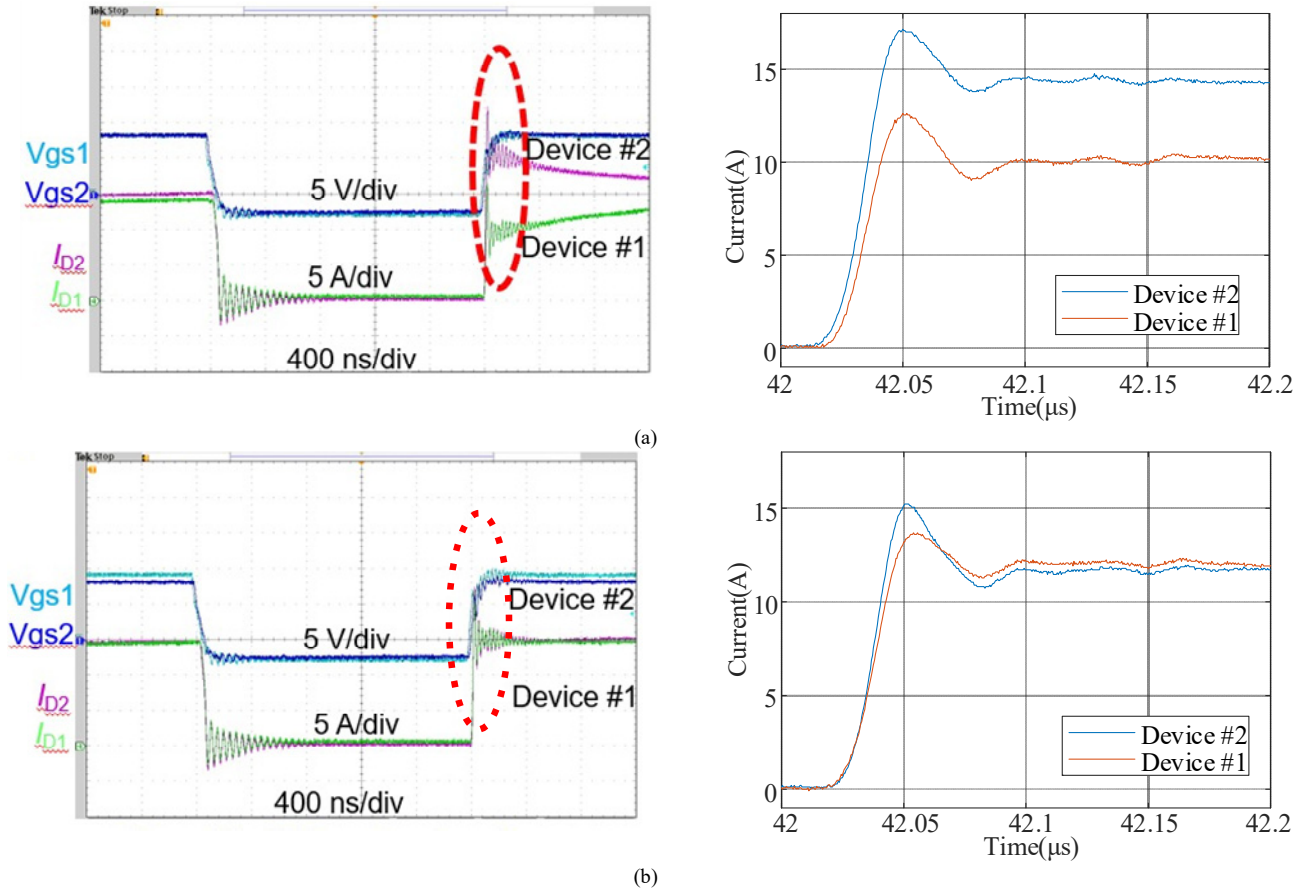 Tek Stop
Vgs1
Vgs2
5 V/div
Device #2
Device #1
ID2
ID1
5 A/div
400 ns/div
Current(A)
15
10
5
0
Device #2
Device #1
42
42.05
42.1
42.15
42.2
Time(μs)
(a)
Tek Stop
Vgs1
Vgs2
5 V/div
Device #2
Device #1
ID2
ID1
5 A/div
400 ns/div
Current(A)
15
10
5
0
Device #2
Device #1
42
42.05
42.1
42.15
42.2
Time(μs)
(b)